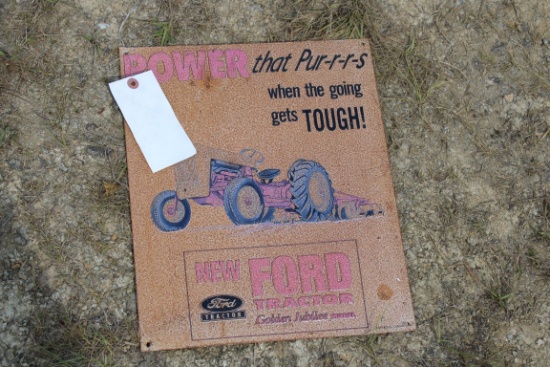 POWER that Pur-r-r-s
when the going
gets TOUGH!
NEW FORD
TRACTOR
Ford
TRACTOR
Golden Jubilee